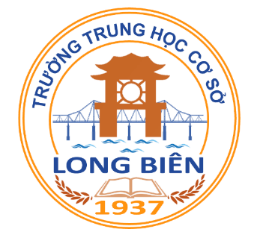 TRƯỜNG TRUNG HỌC CƠ SỞ
LONG BIÊN
1937